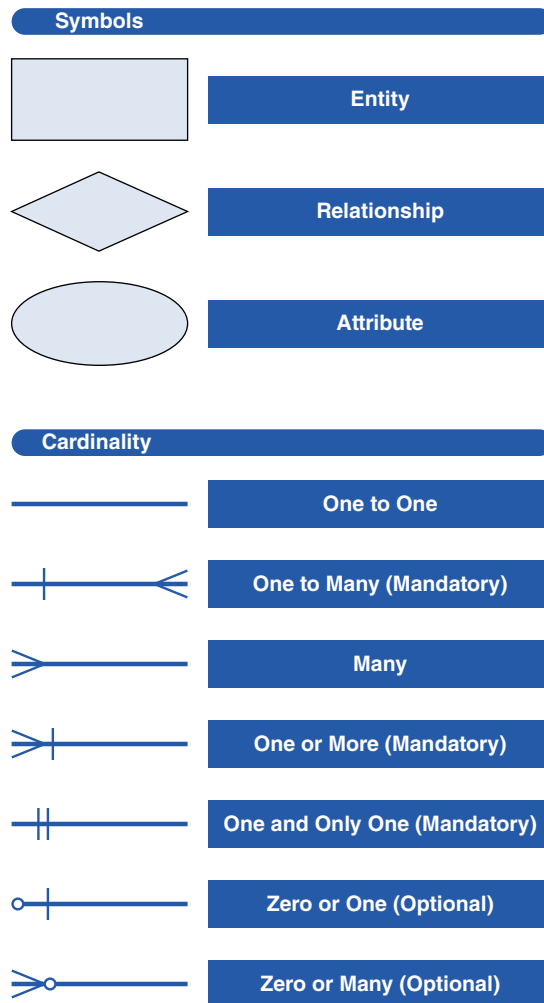 Symbols
Entity
Relationship
Attribute
Cardinality
One to One
One to Many (Mandatory)
Many
One or More (Mandatory)
One and Only One (Mandatory)
Zero or One (Optional)
Zero or Many (Optional)